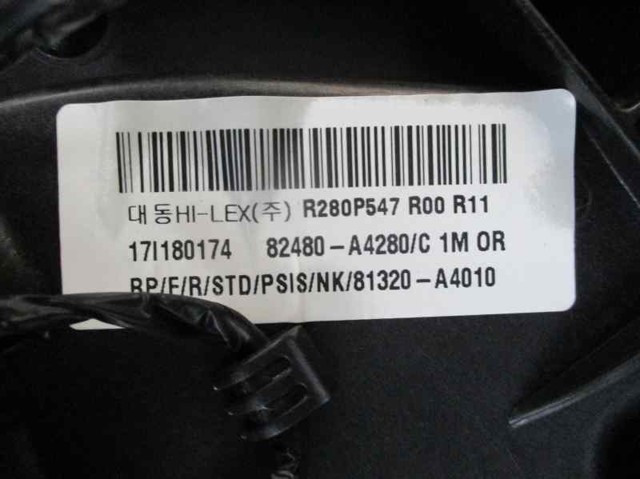 대동HI-LEX(주) R280P547 R00 R11
17I180174 82480-A4280/C 1M OR
RP/F/R/STD/PSIS/NK/81320-A4010